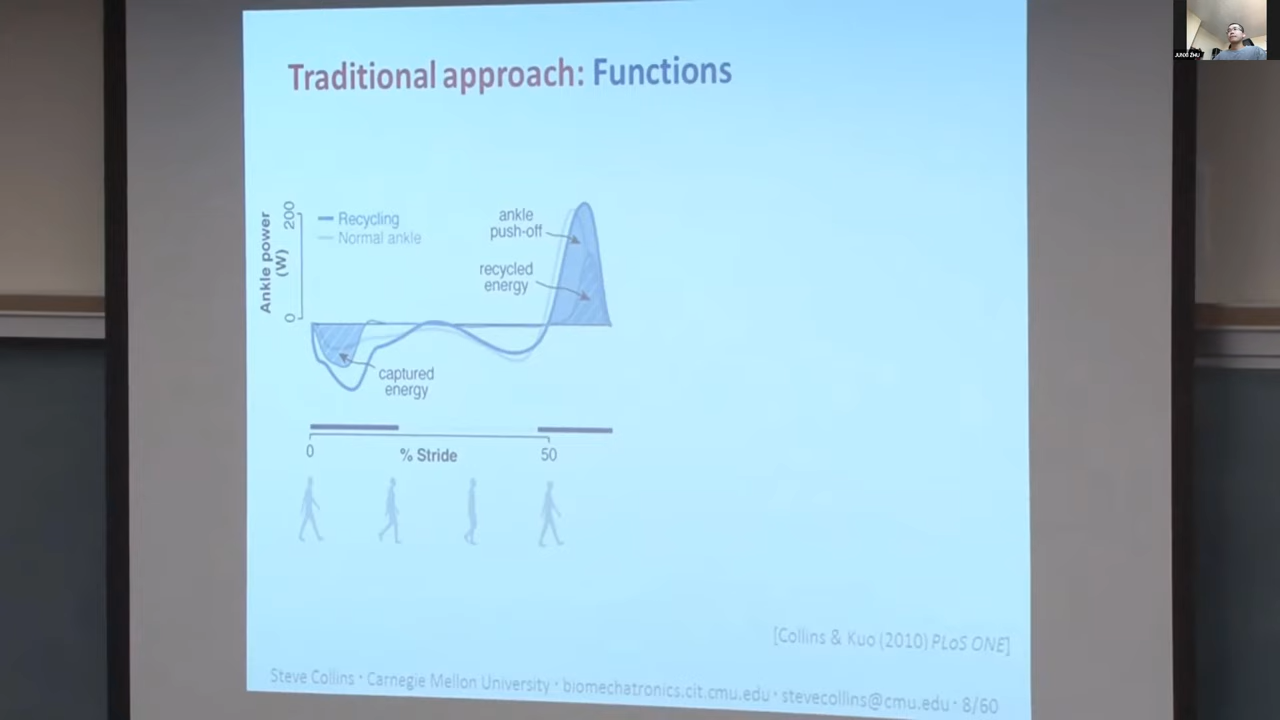 JUNXI ZHU
Traditional approach: Functions
Ankle power
(W)
200
0
Recycling
Normal ankle
ankle
push-off
recycled
energy
captured
energy
0
% Stride
50
[Collins & Kuo (2010) PLoS ONE]
Steve Collins · Carnegie Mellon University · biomechatronics.cit.cmu.edu · stevecollins@cmu.edu · 8/60